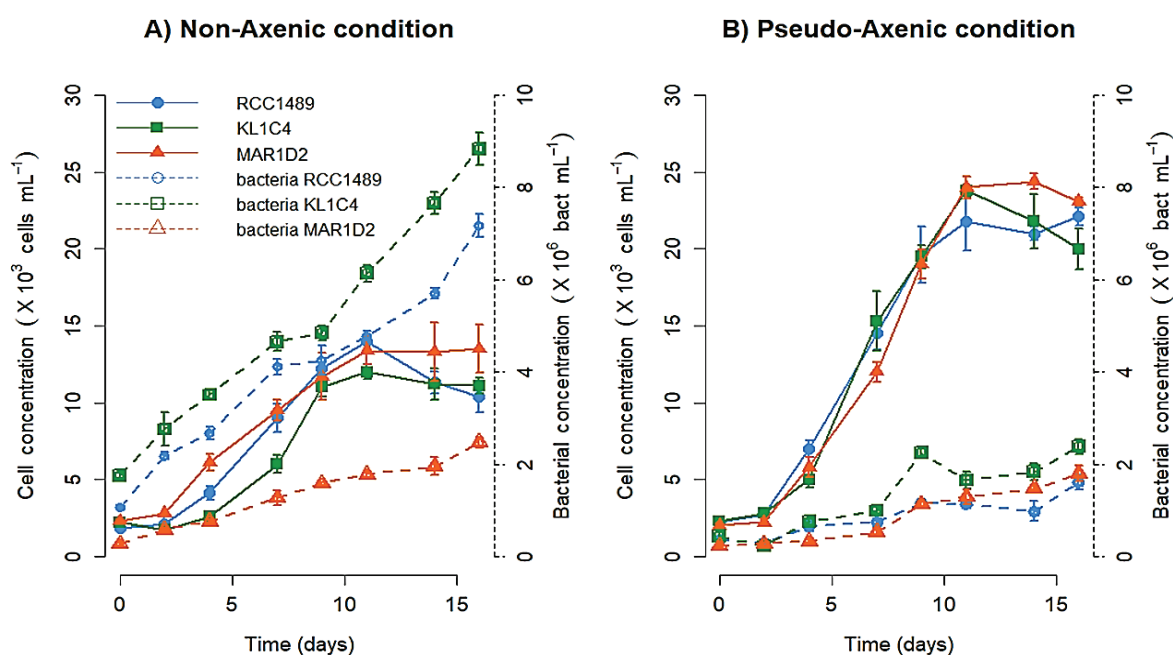 A) Non-Axenic condition
B) Pseudo-Axenic condition
Cell concentration ( X 10³ cells mL⁻¹)
30
25
20
15
10
5
0
RCC1489
KL1C4
MAR1D2
bacteria RCC1489
bacteria KL1C4
bacteria MAR1D2
10
8
6
4
2
0
Bacterial concentration ( X 10⁶ bact mL⁻¹)
0 5 10 15
Time (days)
Cell concentration ( X 10³ cells mL⁻¹)
30
25
20
15
10
5
0
10
8
6
4
2
0
Bacterial concentration ( X 10⁶ bact mL⁻¹)
0 5 10 15
Time (days)